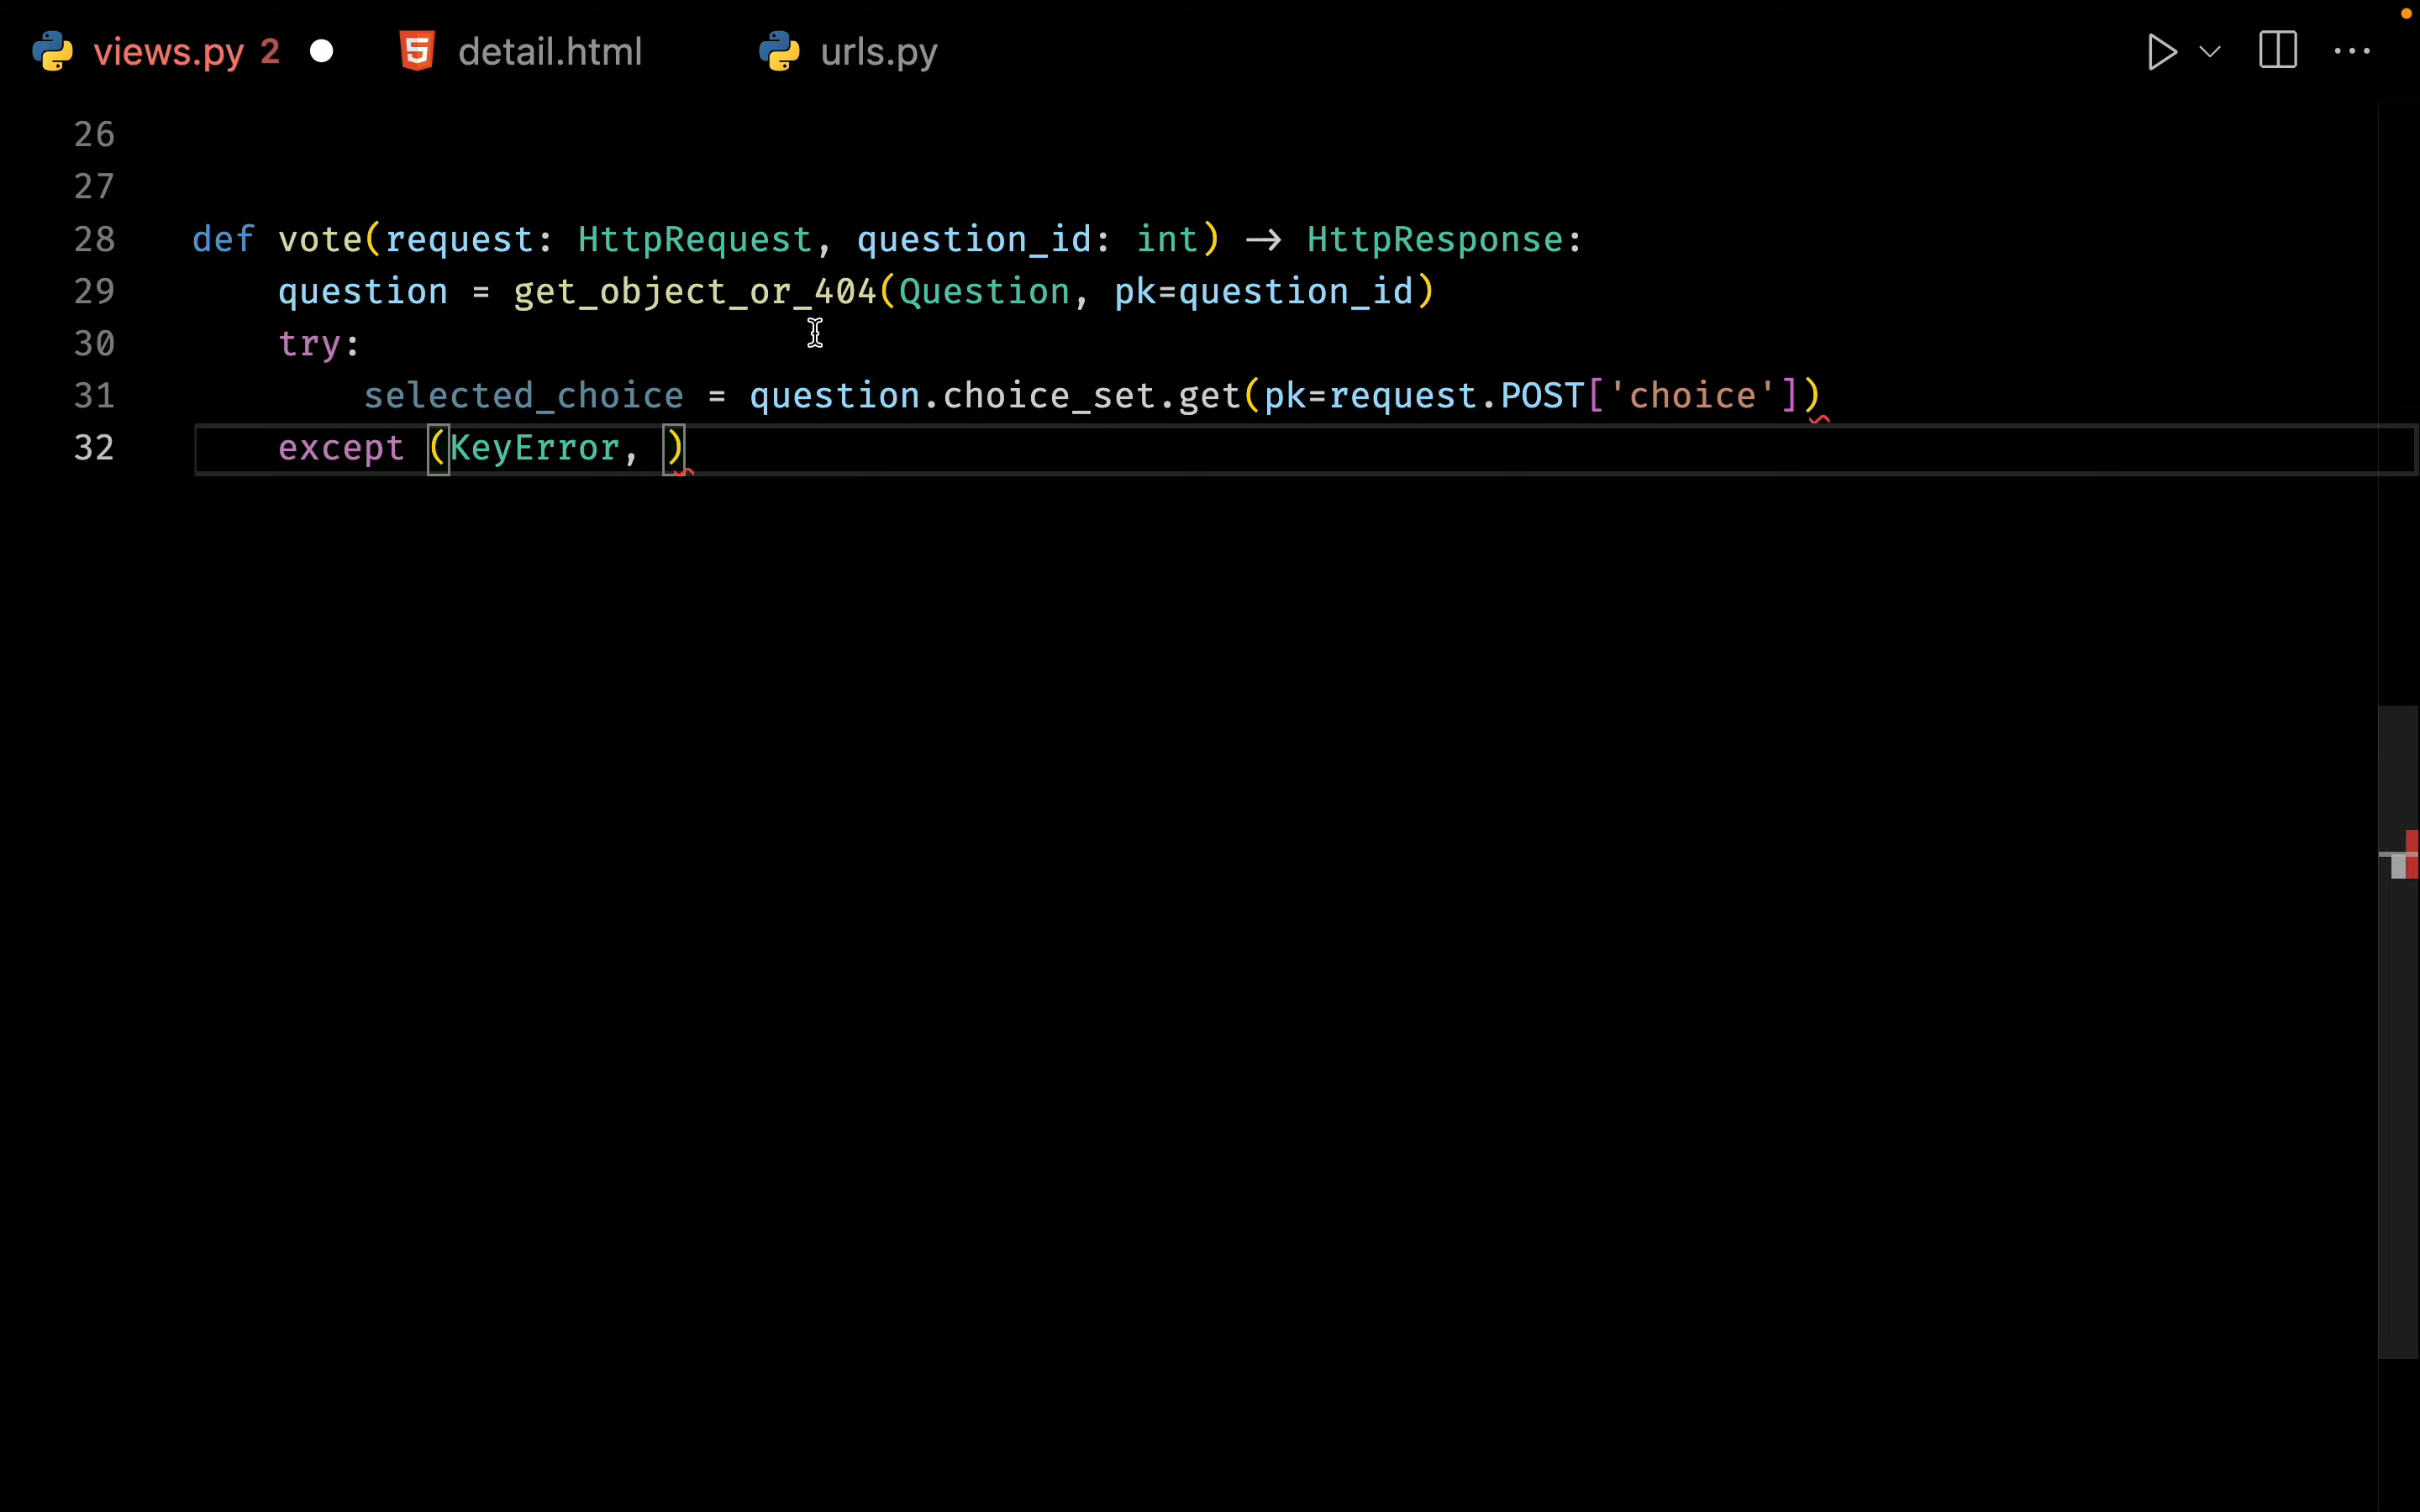 views.py 2 detail.html urls.py
26
27
28 def vote(request: HttpRequest, question_id: int) → HttpResponse:
29 question = get_object_or_404(Question, pk=question_id)
30 try:
31 selected_choice = question.choice_set.get(pk=request.POST['choice'])
32 except (KeyError, )